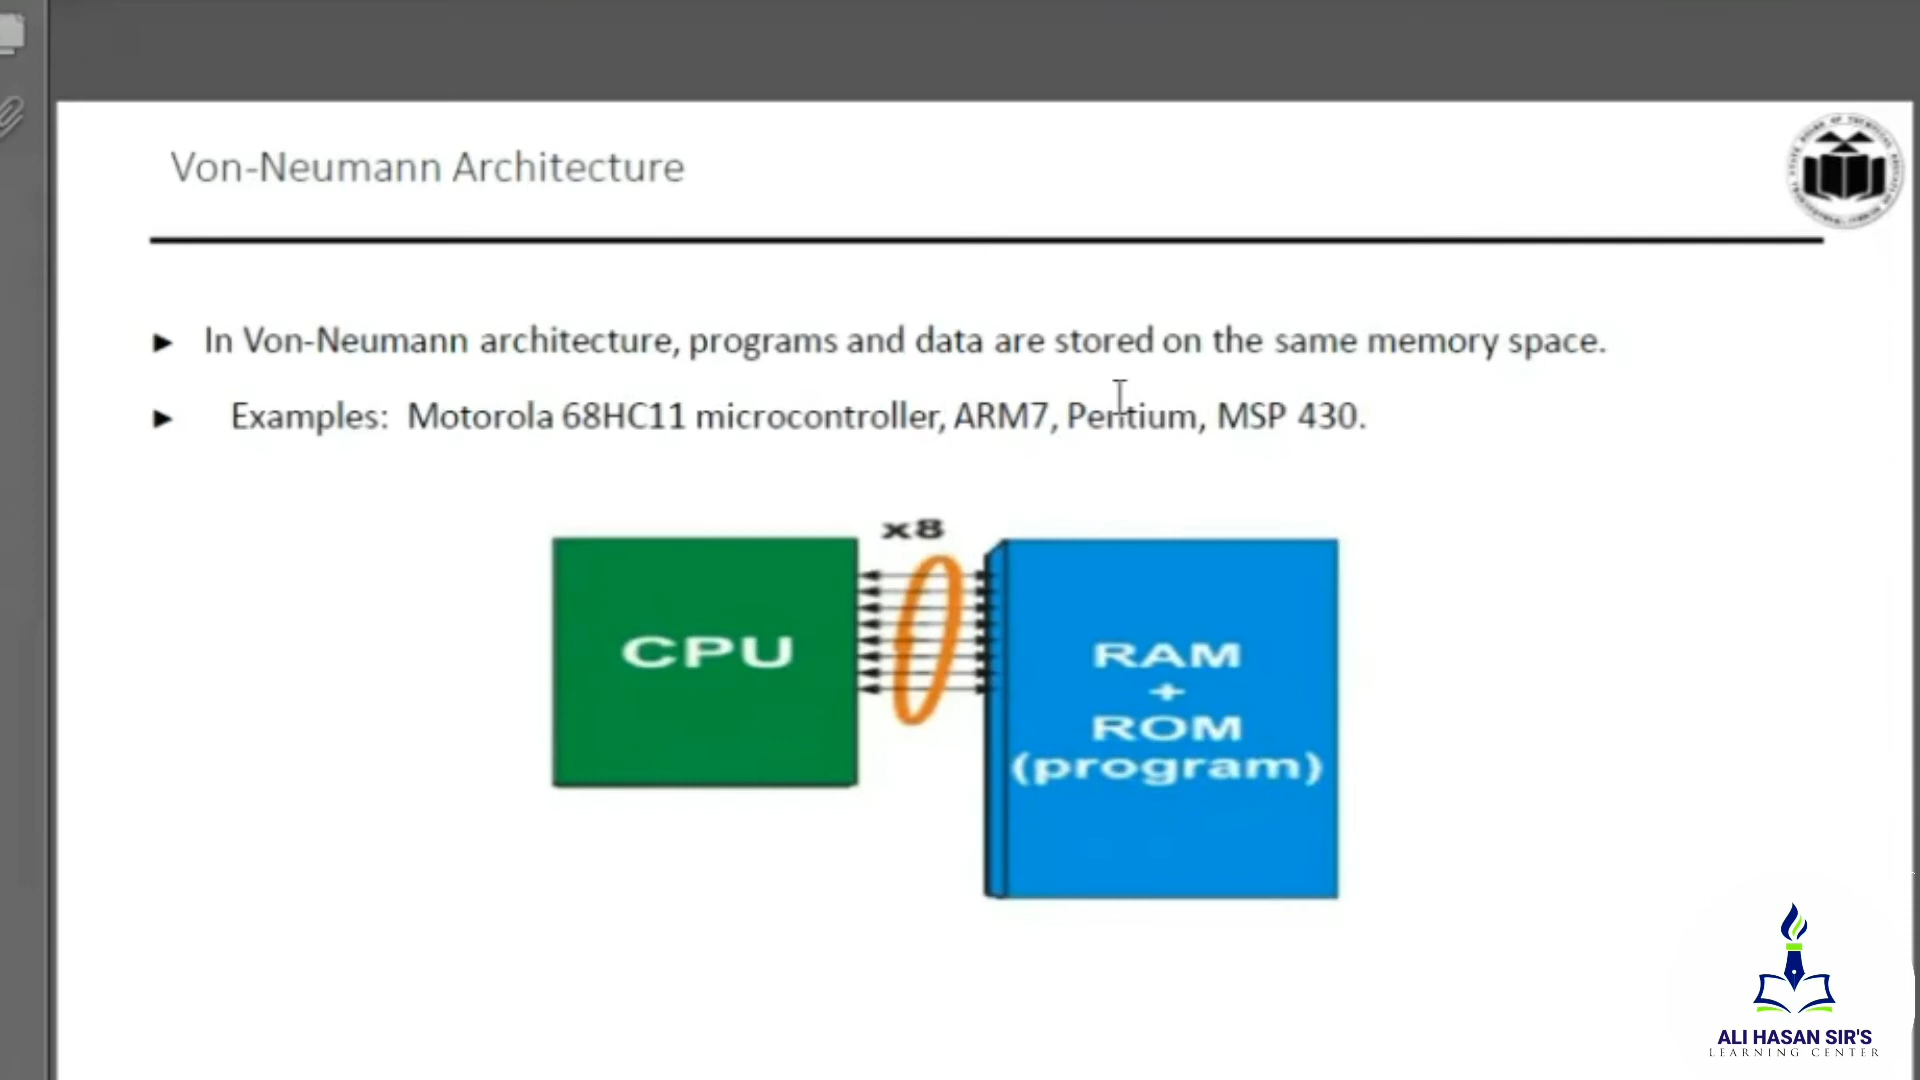 Von-Neumann Architecture
In Von-Neumann architecture, programs and data are stored on the same memory space.
Examples: Motorola 68HC11 microcontroller, ARM7, Pentium, MSP 430.
x8
CPU
RAM
+
ROM
(program)
ALI HASAN SIR'S
LEARNING CENTER